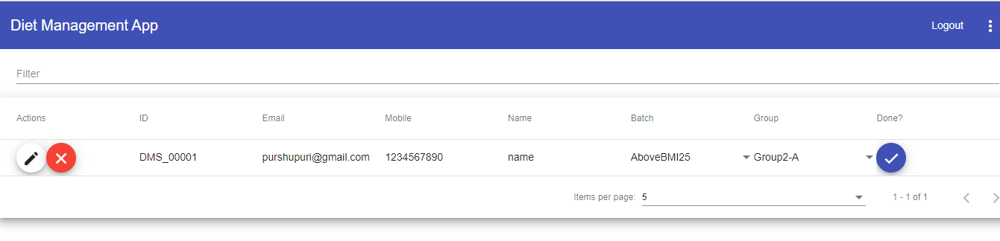 Diet Management App Logout
Filter
Actions ID Email Mobile Name Batch Group Done?
DMS_00001 purshupuri@gmail.com 1234567890 name AboveBMI25 Group2-A
Items per page: 5 1 - 1 of 1